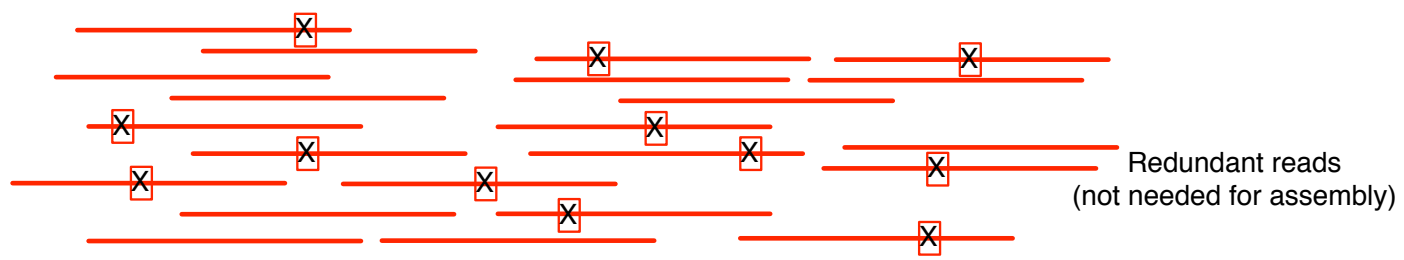 X
X X
X X
X X
X
Redundant reads
(not needed for assembly)
X X
X
X